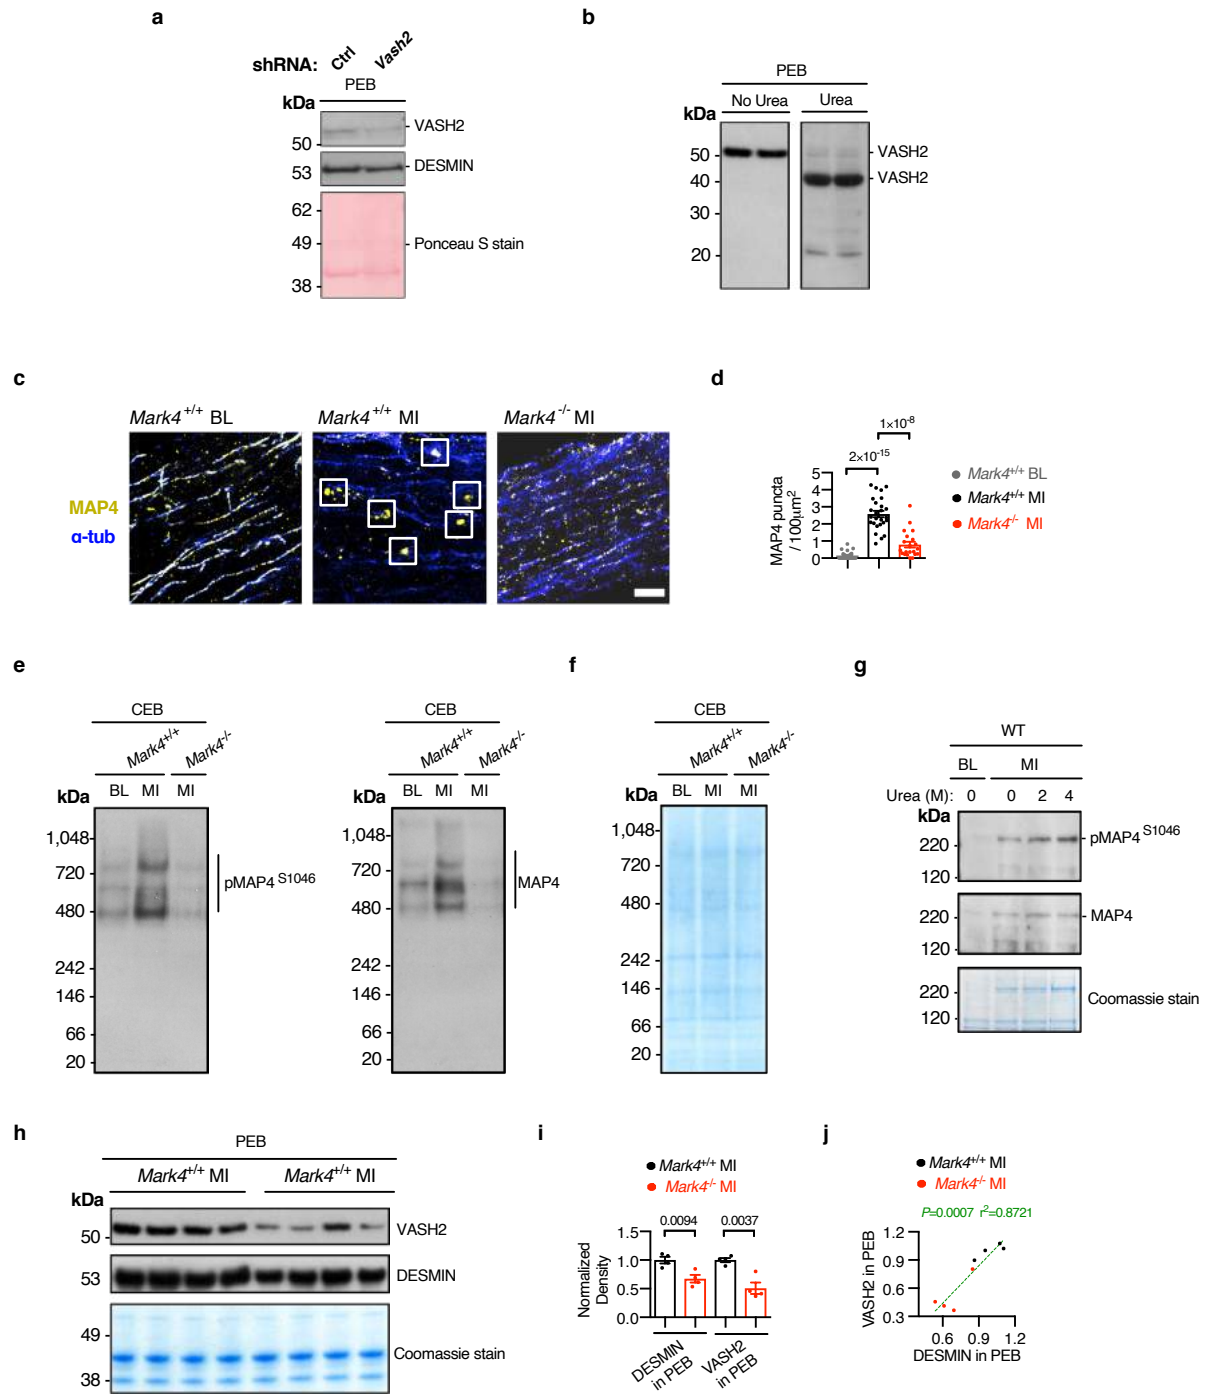 a
shRNA: Ctrl Vash2
PEB
kDa
VASH2
50
DESMIN
53
62
49
Ponceau S stain
38
b
PEB
No Urea Urea
kDa
50
VASH2
40
VASH2
30
20
c
Mark4+/+ BL
Mark4+/+ MI
Mark4-/- MI
MAP4
α-tub
d
1×10-8
2×10-15
5
4
3
2
1
0
MAP4 puncta
/ 100μm2
Mark4+/+ BL
Mark4+/+ MI
Mark4-/- MI
e
CEB
Mark4+/+ Mark4-/-
BL MI MI
kDa
1,048
720
480
242
146
66
20
pMAP4 S1046
CEB
Mark4+/+ Mark4-/-
BL MI MI
kDa
1,048
720
480
242
146
66
20
MAP4
f
CEB
Mark4+/+ Mark4-/-
BL MI MI
kDa
1,048
720
480
242
146
66
20
g
WT
BL MI
Urea (M): 0 0 2 4
kDa
220
pMAP4 S1046
120
220
MAP4
120
220
Coomassie stain
120
h
PEB
Mark4+/+ MI Mark4+/+ MI
kDa
50
VASH2
53
DESMIN
49
Coomassie stain
38
i
Mark4+/+ MI
Mark4-/- MI
0.0094 0.0037
1.5
1.0
0.5
0.0
Normalized
Density
DESMIN
in PEB
VASH2
in PEB
j
Mark4+/+ MI
Mark4-/- MI
P=0.0007 r2=0.8721
1.2
0.9
0.6
0.3
VASH2 in PEB
0.6 0.9 1.2
DESMIN in PEB